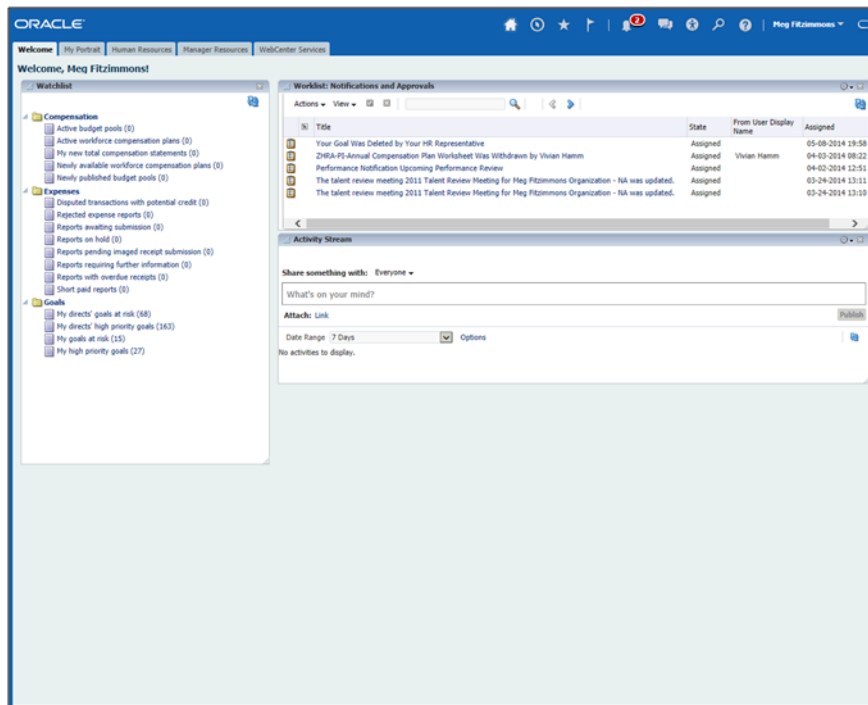 ORACLE
2
Meg Fitzimmons
Welcome My Portrait Human Resources Manager Resources WebCenter Services
Welcome, Meg Fitzimmons!
Watchlist
Compensation
Active budget pools (0)
Active workforce compensation plans (0)
My new total compensation statements (0)
Newly available workforce compensation plans (0)
Newly published budget pools (0)
Expenses
Disputed transactions with potential credit (0)
Rejected expense reports (0)
Reports awaiting submission (0)
Reports on hold (0)
Reports pending imaged receipt submission (0)
Reports requiring further information (0)
Reports with overdue receipts (0)
Short paid reports (0)
Goals
My directs' goals at risk (68)
My directs' high priority goals (163)
My goals at risk (15)
My high priority goals (27)
Worklist: Notifications and Approvals
Actions View
Title State From User Display Name Assigned
Your Goal Was Deleted by Your HR Representative Assigned 05-08-2014 19:58
ZHRA-PI-Annual Compensation Plan Worksheet Was Withdrawn by Vivian Hamm Assigned Vivian Hamm 04-03-2014 08:22
Performance Notification Upcoming Performance Review Assigned 04-02-2014 12:51
The talent review meeting 2011 Talent Review Meeting for Meg Fitzimmons Organization - NA was updated. Assigned 03-24-2014 13:11
The talent review meeting 2011 Talent Review Meeting for Meg Fitzimmons Organization - NA was updated. Assigned 03-24-2014 13:10
Activity Stream
Share something with: Everyone
What's on your mind?
Attach: Link
Publish
Date Range 7 Days Options
No activities to display.